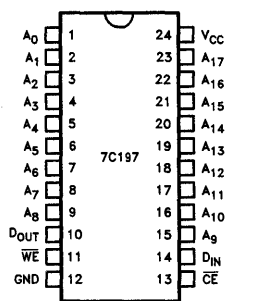 A0 1 24 VCC
A1 2 23 A17
A2 3 22 A16
A3 4 21 A15
A4 5 20 A14
A5 6 19 A13
A6 7 7C197 18 A12
A7 8 17 A11
A8 9 16 A10
DOUT 10 15 A9
W̅E̅ 11 14 DIN
GND 12 13 C̅E̅